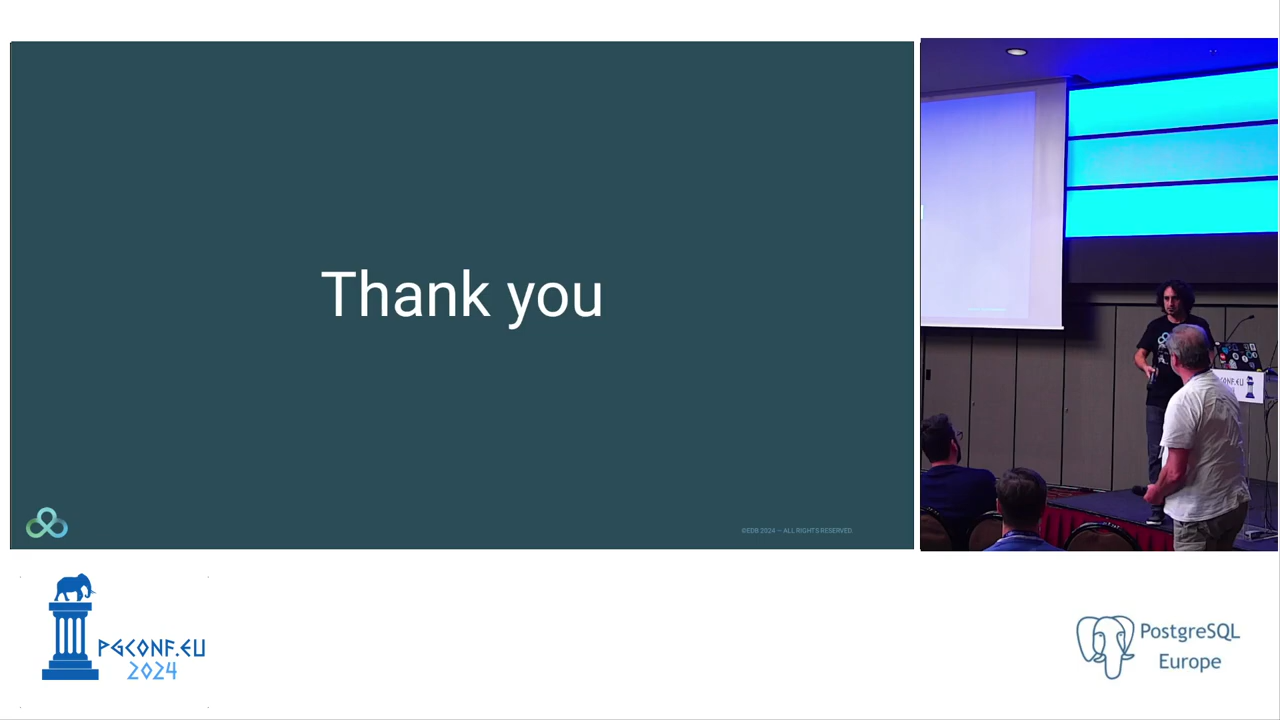 Thank you
©EDB 2024 — ALL RIGHTS RESERVED.
PGCONF.EU
2024
PostgreSQL
Europe